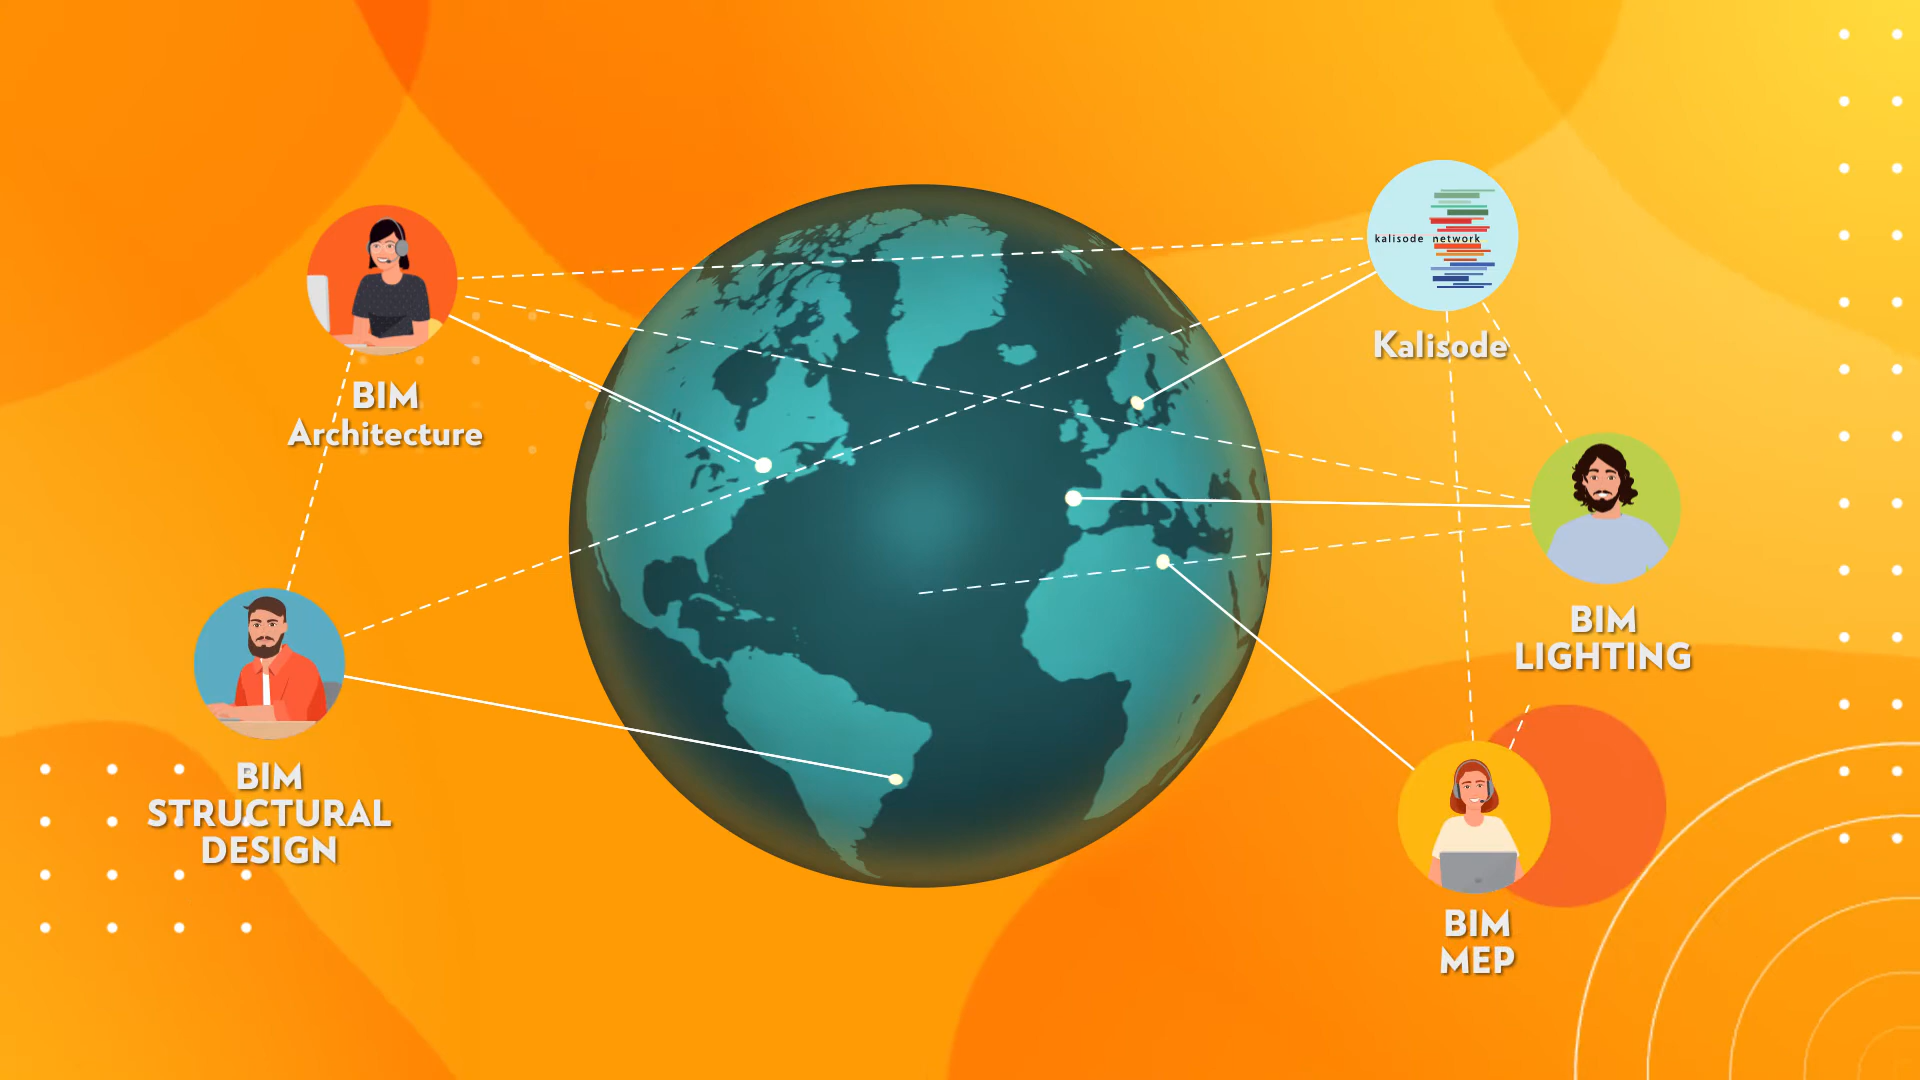 kalisode network
Kalisode
BIM
Architecture
BIM
LIGHTING
BIM
STRUCTURAL
DESIGN
BIM
MEP